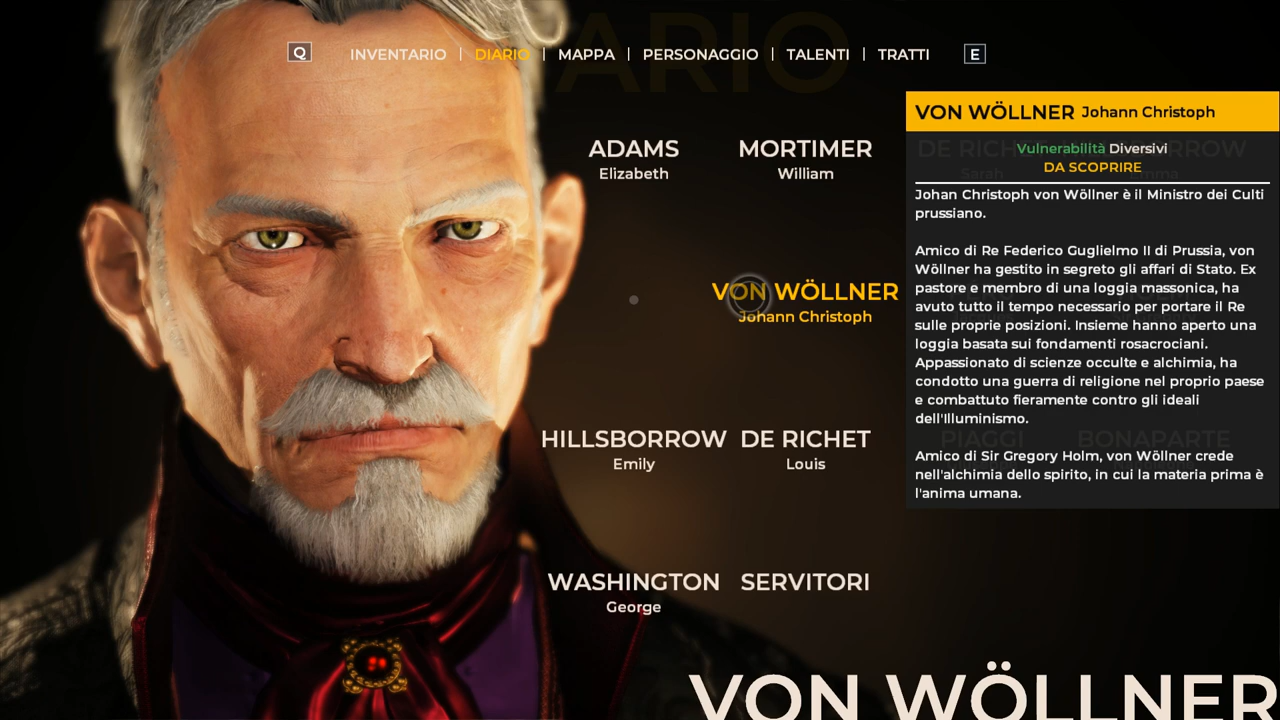 DIARIO
Q INVENTARIO | DIARIO | MAPPA | PERSONAGGIO | TALENTI | TRATTI E
ADAMS
Elizabeth
MORTIMER
William
VON WÖLLNER
Johann Christoph
HILLSBORROW
Emily
DE RICHET
Louis
WASHINGTON
George
SERVITORI
VON WÖLLNER Johann Christoph
Vulnerabilità Diversivi
DA SCOPRIRE
Johan Christoph von Wöllner è il Ministro dei Culti
prussiano.
Amico di Re Federico Guglielmo II di Prussia, von
Wöllner ha gestito in segreto gli affari di Stato. Ex
pastore e membro di una loggia massonica, ha
avuto tutto il tempo necessario per portare il Re
sulle proprie posizioni. Insieme hanno aperto una
loggia basata sui fondamenti rosacrociani.
Appassionato di scienze occulte e alchimia, ha
condotto una guerra di religione nel proprio paese
e combattuto fieramente contro gli ideali
dell'Illuminismo.
Amico di Sir Gregory Holm, von Wöllner crede
nell'alchimia dello spirito, in cui la materia prima è
l'anima umana.
PIAGGI
BONAPARTE
VON WÖLLNER